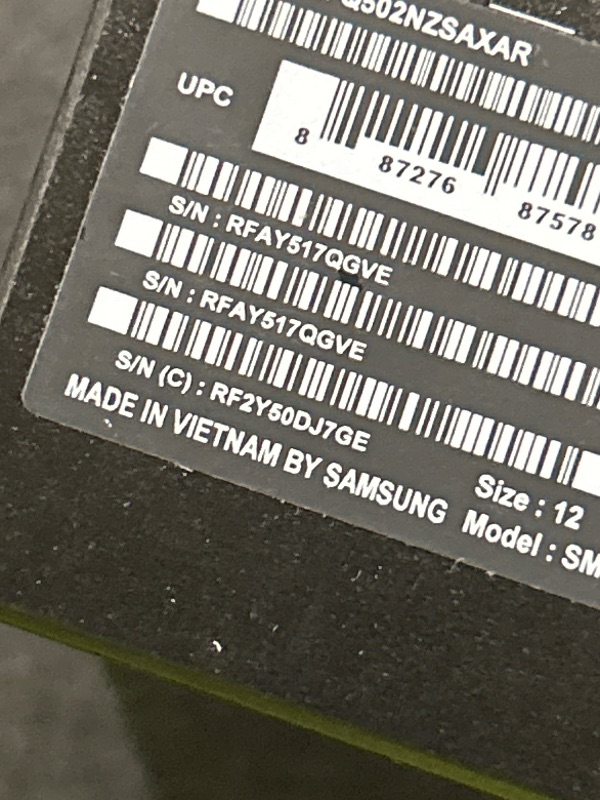 Q502NZSAXAR
UPC
8 87276 87578
S/N : RFAY517QGVE
S/N : RFAY517QGVE
S/N (C) : RF2Y50DJ7GE
MADE IN VIETNAM BY SAMSUNG
Size : 12
Model : SM